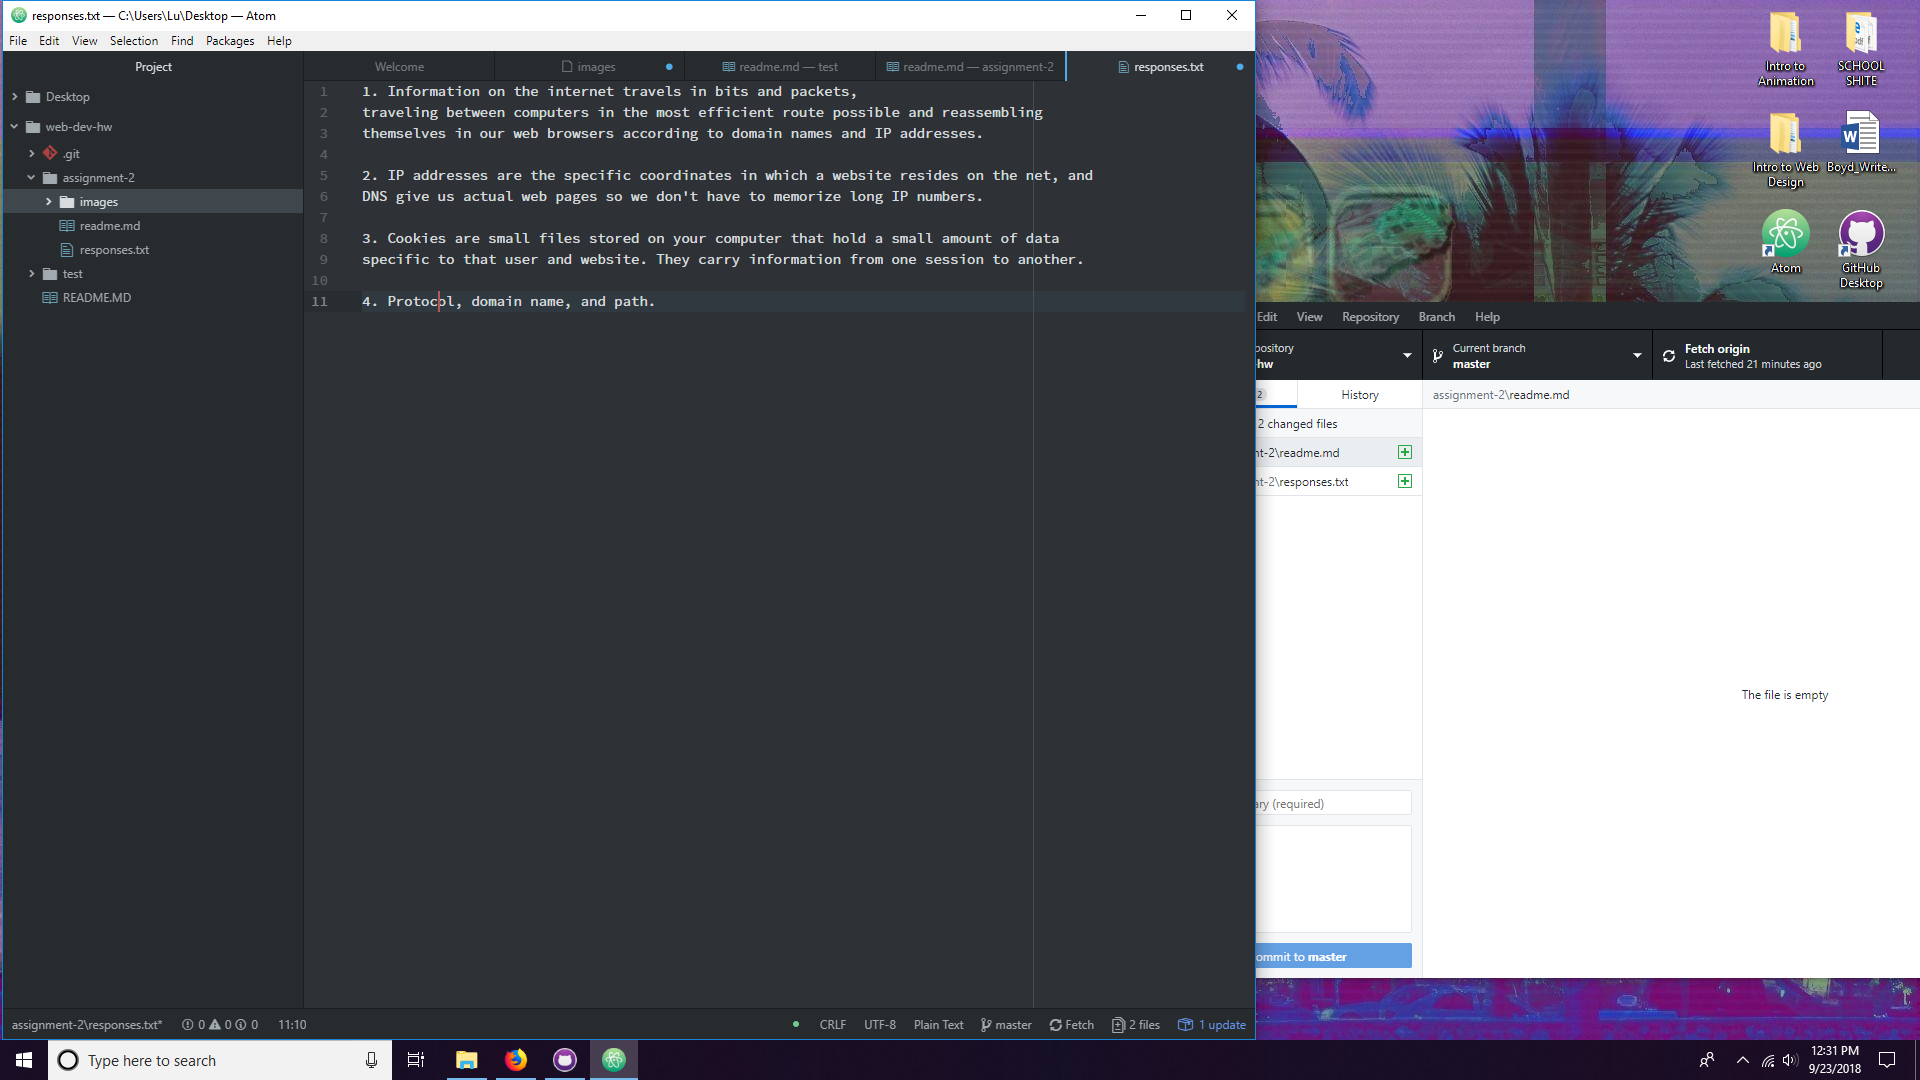 responses.txt — C:\Users\Lu\Desktop — Atom
File Edit View Selection Find Packages Help
Project
Welcome
images
readme.md — test
readme.md — assignment-2
responses.txt
Desktop
web-dev-hw
.git
assignment-2
images
readme.md
responses.txt
test
README.MD
1 1. Information on the internet travels in bits and packets,
2 traveling between computers in the most efficient route possible and reassembling
3 themselves in our web browsers according to domain names and IP addresses.
4
5 2. IP addresses are the specific coordinates in which a website resides on the net, and
6 DNS give us actual web pages so we don't have to memorize long IP numbers.
7
8 3. Cookies are small files stored on your computer that hold a small amount of data
9 specific to that user and website. They carry information from one session to another.
10
11 4. Protocol, domain name, and path.
assignment-2\responses.txt* 0 0 0 11:10
CRLF UTF-8 Plain Text master Fetch 2 files 1 update
Intro to Animation
SCHOOL SHITE
Intro to Web Design
Boyd_Write...
Atom
GitHub Desktop
Edit View Repository Branch Help
pository
hw
Current branch
master
Fetch origin
Last fetched 21 minutes ago
2
History
assignment-2\readme.md
2 changed files
nt-2\readme.md
nt-2\responses.txt
The file is empty
ary (required)
ommit to master
Type here to search
12:31 PM
9/23/2018